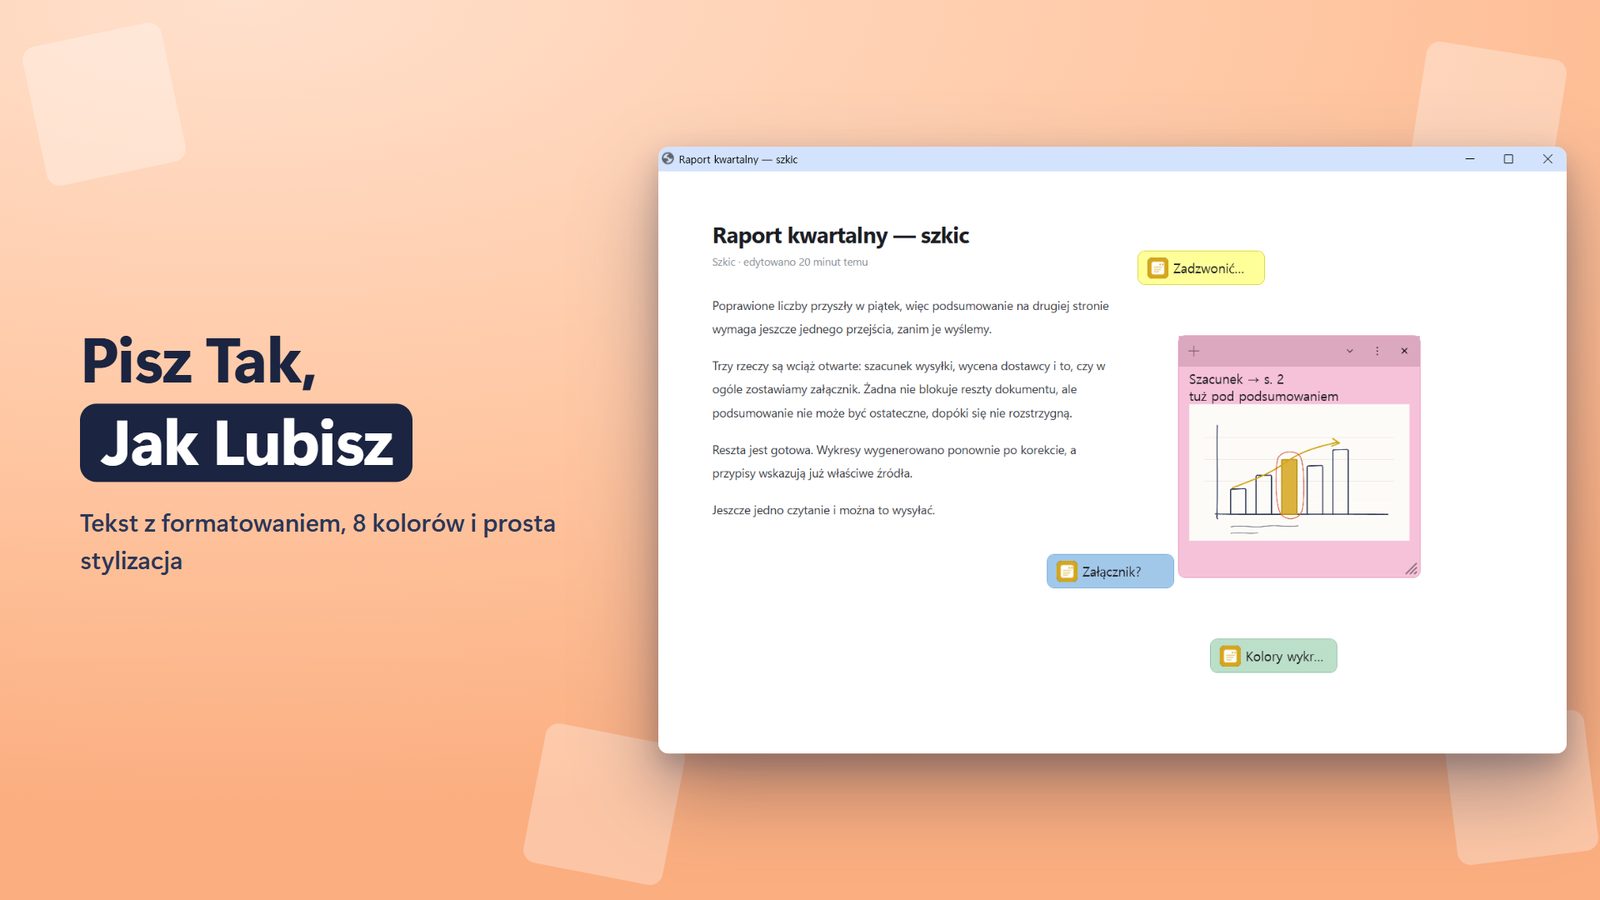 Pisz Tak,
Jak Lubisz
Tekst z formatowaniem, 8 kolorów i prosta
stylizacja
Raport kwartalny — szkic
Raport kwartalny — szkic
Szkic · edytowano 20 minut temu
Poprawione liczby przyszły w piątek, więc podsumowanie na drugiej stronie
wymaga jeszcze jednego przejścia, zanim je wyślemy.
Trzy rzeczy są wciąż otwarte: szacunek wysyłki, wycena dostawcy i to, czy w
ogóle zostawiamy załącznik. Żadna nie blokuje reszty dokumentu, ale
podsumowanie nie może być ostateczne, dopóki się nie rozstrzygną.
Reszta jest gotowa. Wykresy wygenerowano ponownie po korekcie, a
przypisy wskazują już właściwe źródła.
Jeszcze jedno czytanie i można to wysyłać.
Zadzwonić...
Szacunek → s. 2
tuż pod podsumowaniem
Załącznik?
Kolory wykr...